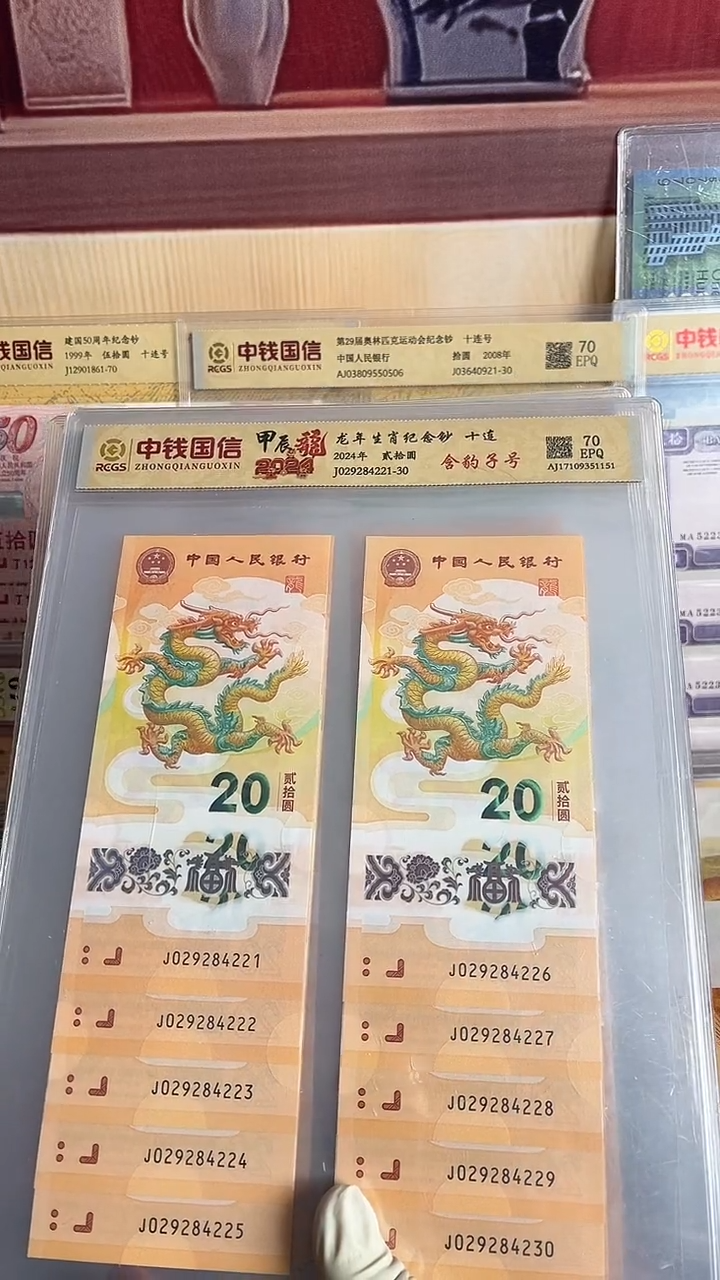 中钱国信
ZHONGQIANGUOXIN
建国50周年纪念钞
1999年 伍拾圆 十连号
J12901861-70
RCGS
中钱国信
ZHONGQIANGUOXIN
第29届奥林匹克运动会纪念钞 十连号
中国人民银行 拾圆 2008年
AJ03809550506 J03640921-30
70
EPQ
RCGS
中钱国信
ZHONGQIANGUOXIN
甲辰龍
2024
龙年生肖纪念钞 十连
2024年 贰拾圆
J029284221-30
含豹子号
70
EPQ
AJ17109351151
中国人民银行
20
贰拾圆
J029284221
J029284222
J029284223
J029284224
J029284225
中国人民银行
20
贰拾圆
J029284226
J029284227
J029284228
J029284229
J029284230
RCGS
中钱
MA5223
MA5223
A5223